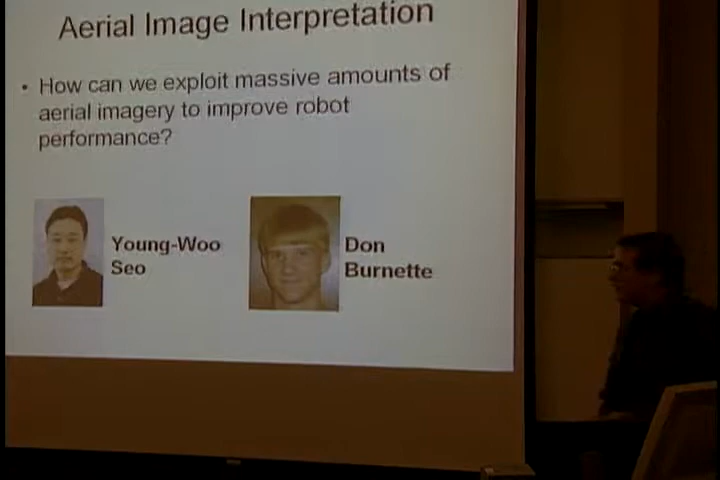 Aerial Image Interpretation
• How can we exploit massive amounts of
aerial imagery to improve robot
performance?
Young-Woo
Seo
Don
Burnette